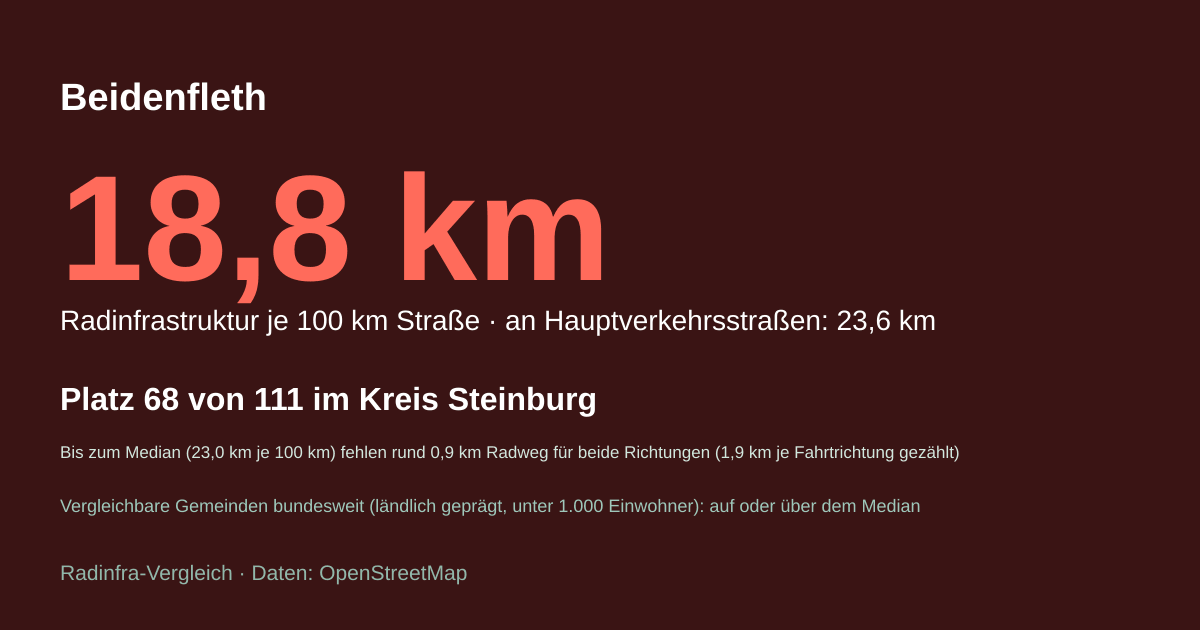 Beidenfleth
18,8 km
Radinfrastruktur je 100 km Straße · an Hauptverkehrsstraßen: 23,6 km
Platz 68 von 111 im Kreis Steinburg
Bis zum Median (23,0 km je 100 km) fehlen rund 0,9 km Radweg für beide Richtungen (1,9 km je Fahrtrichtung gezählt)
Vergleichbare Gemeinden bundesweit (ländlich geprägt, unter 1.000 Einwohner): auf oder über dem Median
Radinfra-Vergleich · Daten: OpenStreetMap